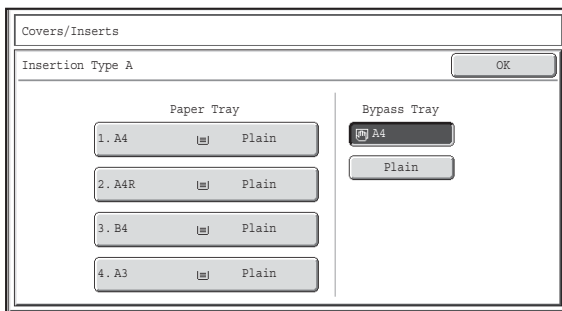 Covers/Inserts
Insertion Type A
OK
Paper Tray
Bypass Tray
1. A4 Plain
A4
Plain
2. A4R Plain
3. B4 Plain
4. A3 Plain